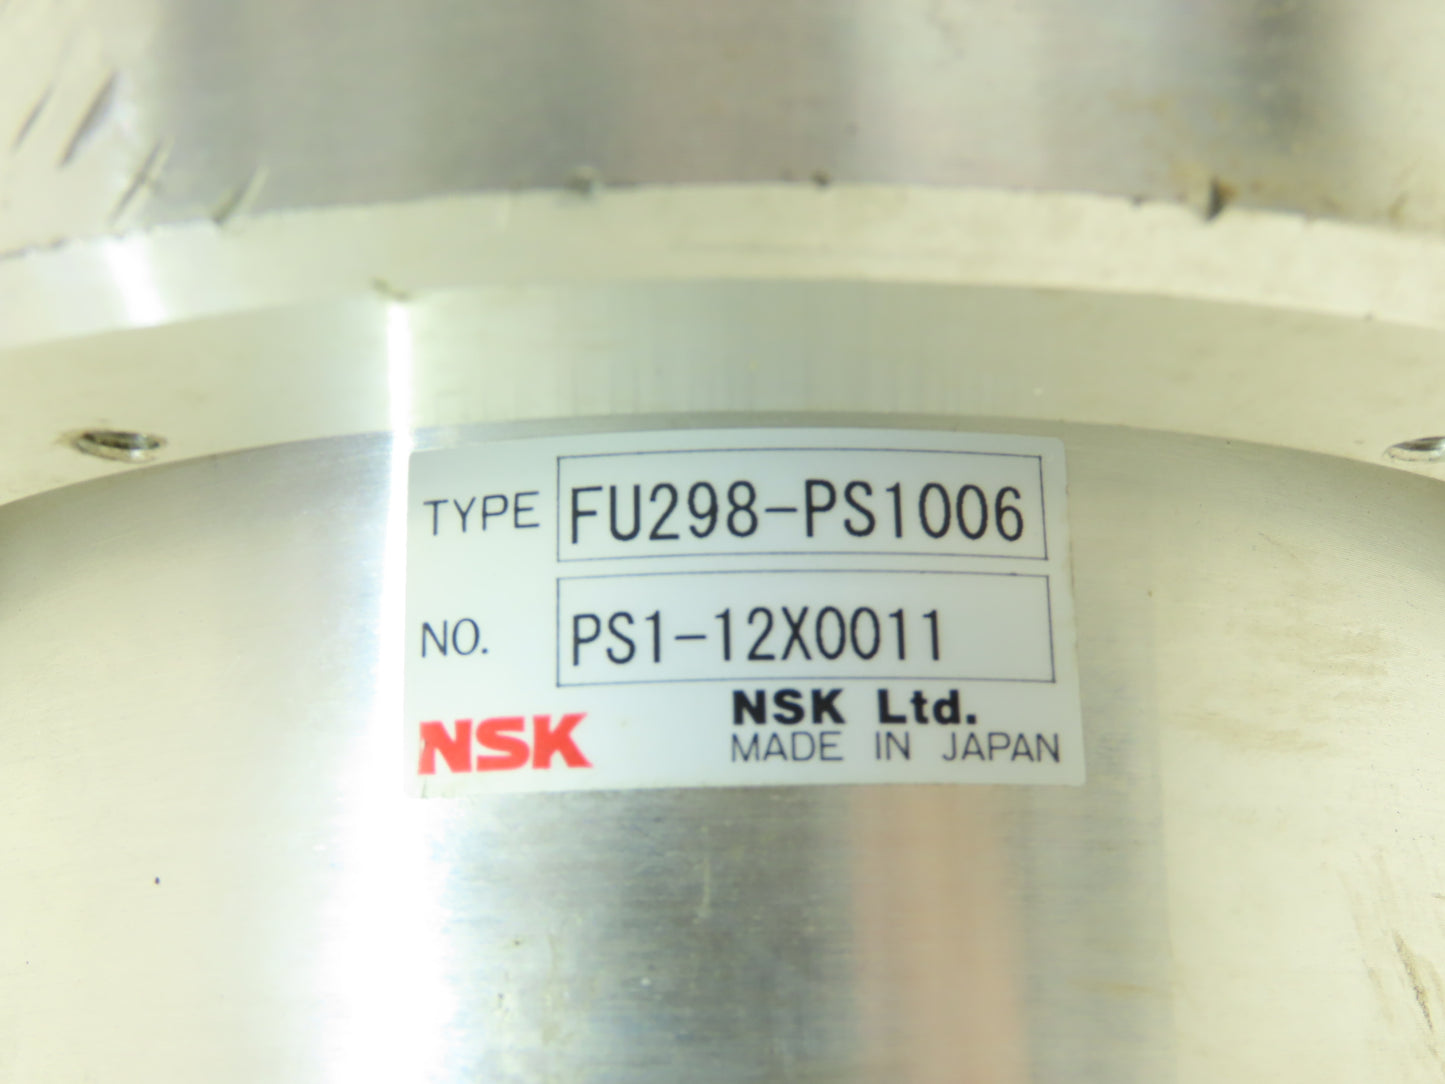 TYPE FU298-PS1006
NO. PS1-12X0011
NSK NSK Ltd.
MADE IN JAPAN